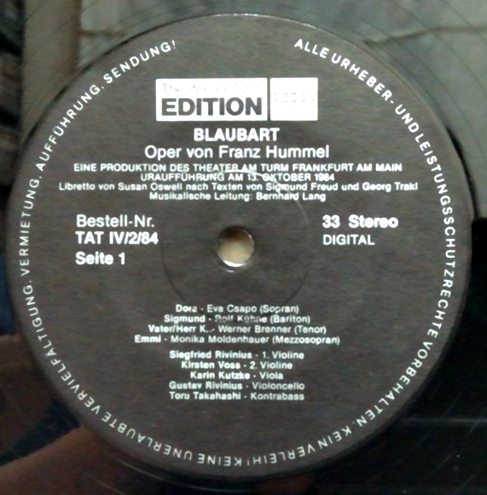 EDITION
BLAUBART
Oper von Franz Hummel
EINE PRODUKTION DES THEATER AM TURM FRANKFURT AM MAIN
URAUFFÜHRUNG AM 13. OKTOBER 1984
Libretto von Susan Oswell nach Texten von Sigmund Freud und Georg Trakl
Musikalische Leitung: Bernhard Lang
Bestell-Nr.
TAT IV/2/84
Seite 1
33 Stereo
DIGITAL
Dora - Eva Csapo (Sopran)
Sigmund - Rolf Kühne (Bariton)
Vater/Herr K. - Werner Brenner (Tenor)
Emmi - Monika Moldenhauer (Mezzosopran)
Siegfried Rivinius - 1. Violine
Kirsten Voss - 2. Violine
Karin Kutzke - Viola
Gustav Rivinius - Violoncello
Toru Takahashi - Kontrabass
ALLE URHEBER- UND LEISTUNGSSCHUTZRECHTE VORBEHALTEN. KEIN VERLEIH! KEINE UNERLAUBTE VERVIELFÄLTIGUNG, VERMIETUNG, AUFFÜHRUNG, SENDUNG!